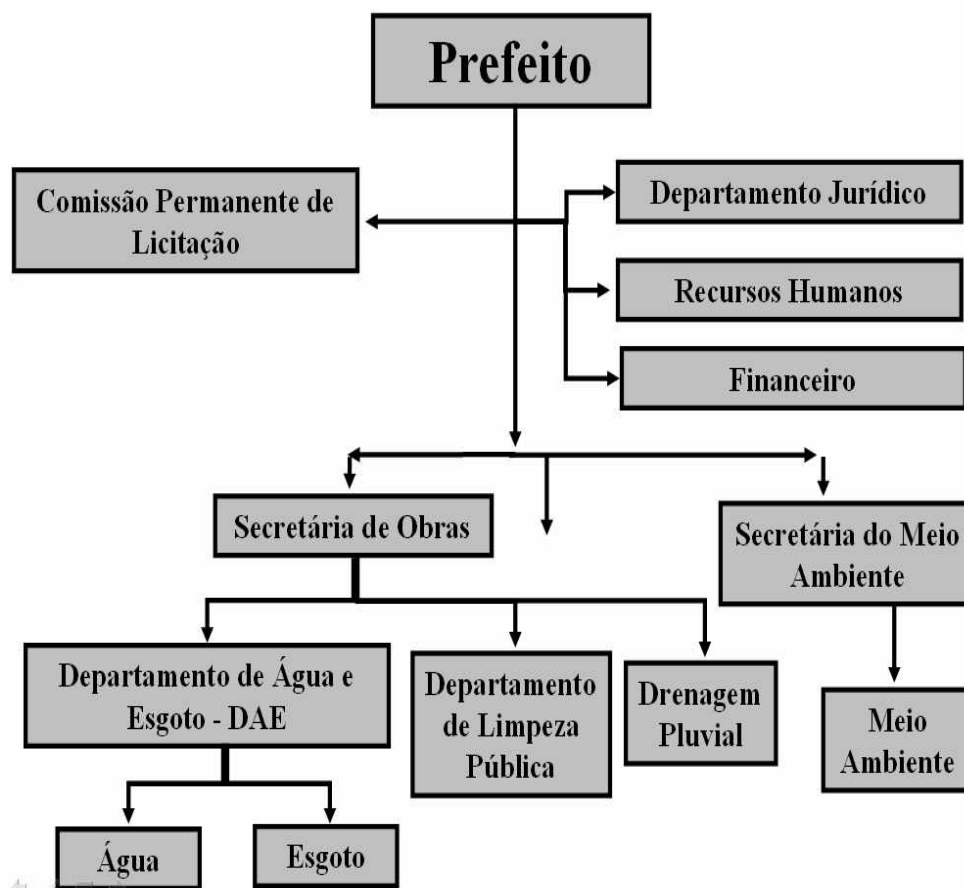 Prefeito
Comissão Permanente de
Licitação
Departamento Jurídico
Recursos Humanos
Financeiro
Secretária de Obras
Secretária do Meio
Ambiente
Departamento de Água e
Esgoto - DAE
Departamento
de Limpeza
Pública
Drenagem
Pluvial
Meio
Ambiente
Água
Esgoto